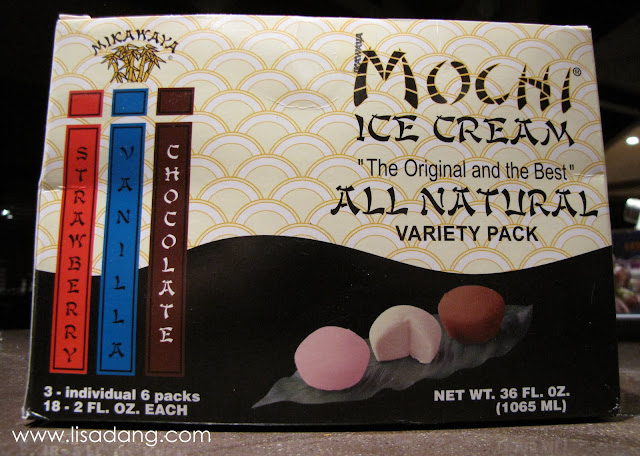 MIKAWAYA
®
STRAWBERRY
VANILLA
CHOCOLATE
MIKAWAYA
MOCHI®
ICE CREAM
"The Original and the Best"
ALL NATURAL
VARIETY PACK
3 - individual 6 packs
18 - 2 FL. OZ. EACH
NET WT. 36 FL. OZ.
(1065 ML)
www.lisadang.com